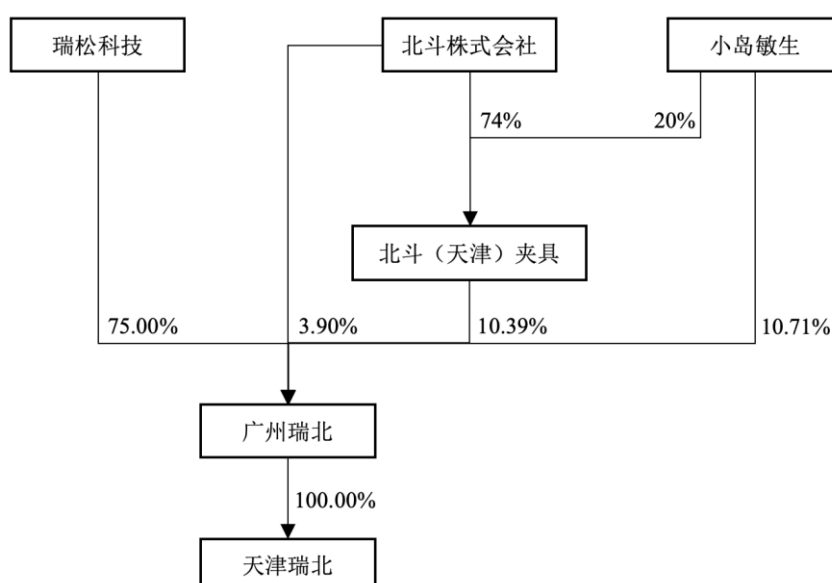 瑞松科技
北斗株式会社
小岛敏生
74%
20%
北斗（天津）夹具
75.00%
3.90%
10.39%
10.71%
广州瑞北
100.00%
天津瑞北